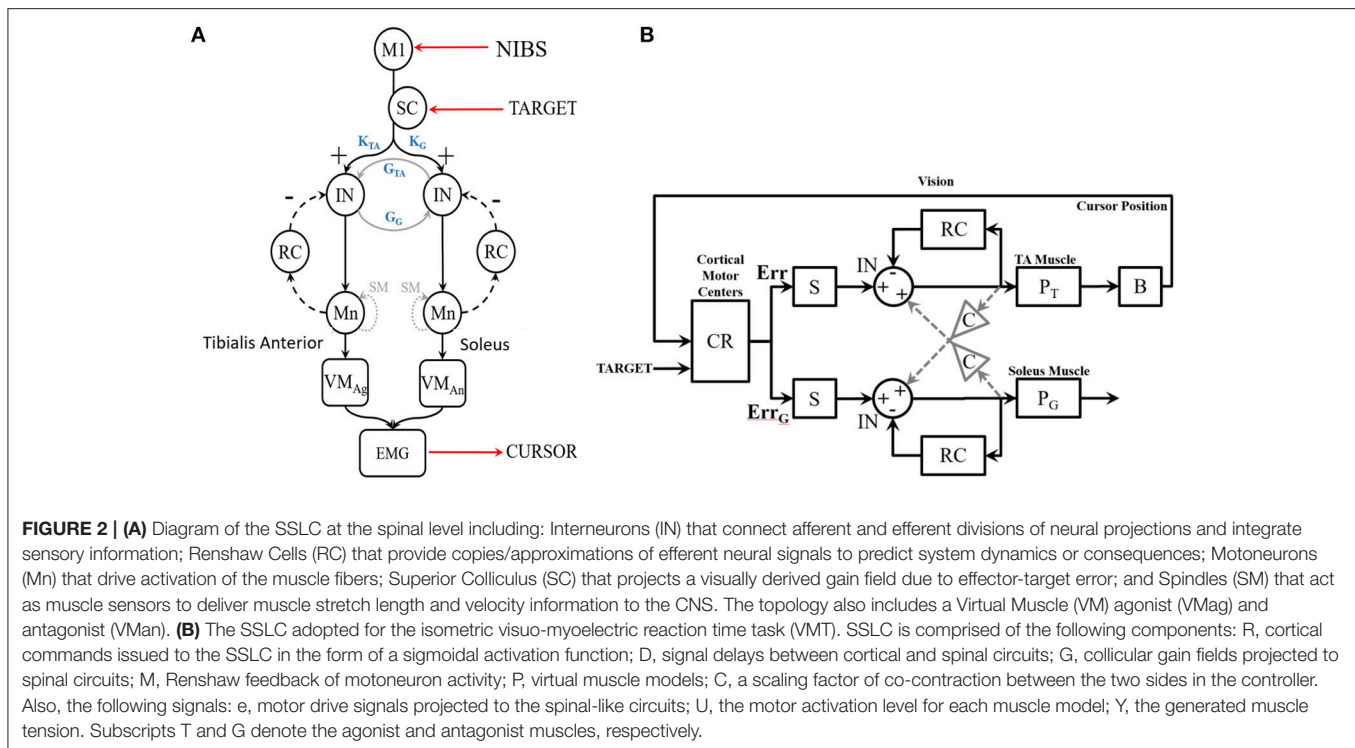 A
M1
NIBS
SC
TARGET
K_TA
K_G
+
+
G_TA
IN
IN
-
-
G_G
RC
RC
SM
SM
Mn
Mn
Tibialis Anterior
Soleus
VM_Ag
VM_An
EMG
CURSOR
B
Vision
Cursor Position
RC
Cortical
Motor
Centers
Err
S
IN
-
+
+
TA Muscle
P_T
B
C
CR
TARGET
C
Soleus Muscle
Err_G
S
+
+
-
IN
P_G
RC
FIGURE 2 | (A) Diagram of the SSLC at the spinal level including: Interneurons (IN) that connect afferent and efferent divisions of neural projections and integrate
sensory information; Renshaw Cells (RC) that provide copies/approximations of efferent neural signals to predict system dynamics or consequences; Motoneurons
(Mn) that drive activation of the muscle fibers; Superior Colliculus (SC) that projects a visually derived gain field due to effector-target error; and Spindles (SM) that act
as muscle sensors to deliver muscle stretch length and velocity information to the CNS. The topology also includes a Virtual Muscle (VM) agonist (VMag) and
antagonist (VMan). (B) The SSLC adopted for the isometric visuo-myoelectric reaction time task (VMT). SSLC is comprised of the following components: R, cortical
commands issued to the SSLC in the form of a sigmoidal activation function; D, signal delays between cortical and spinal circuits; G, collicular gain fields projected to
spinal circuits; M, Renshaw feedback of motoneuron activity; P, virtual muscle models; C, a scaling factor of co-contraction between the two sides in the controller.
Also, the following signals: e, motor drive signals projected to the spinal-like circuits; U, the motor activation level for each muscle model; Y, the generated muscle
tension. Subscripts T and G denote the agonist and antagonist muscles, respectively.